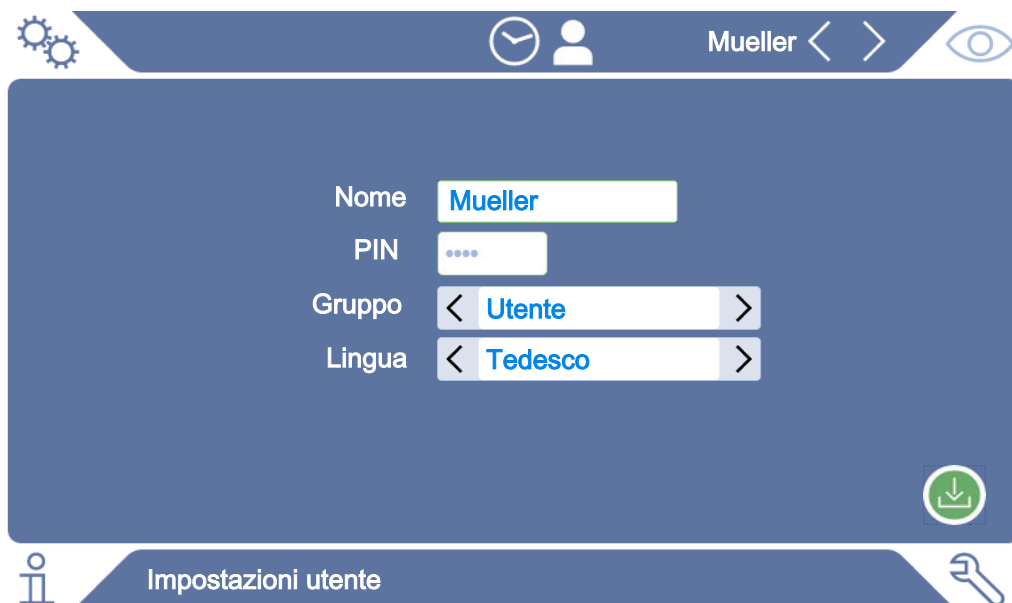 Mueller
Nome Mueller
PIN ••••
Gruppo Utente
Lingua Tedesco
Impostazioni utente